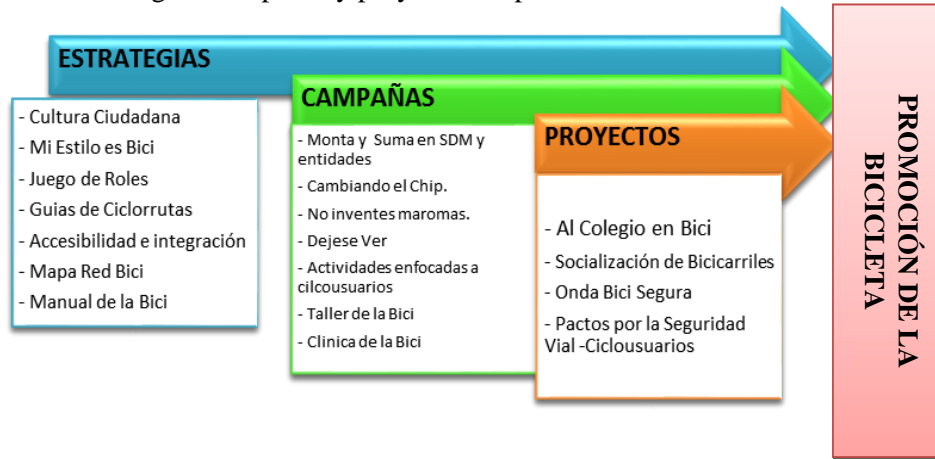 ESTRATEGIAS
- Cultura Ciudadana
- Mi Estilo es Bici
- Juego de Roles
- Guias de Ciclorrutas
- Accesibilidad e integración
- Mapa Red Bici
- Manual de la Bici
CAMPAÑAS
- Monta y Suma en SDM y
entidades
- Cambiando el Chip.
- No inventes maromas.
- Dejese Ver
- Actividades enfocadas a
cilcousuarios
- Taller de la Bici
- Clinica de la Bici
PROYECTOS
- Al Colegio en Bici
- Socialización de Bicicarriles
- Onda Bici Segura
- Pactos por la Seguridad
Vial -Ciclousuarios
PROMOCIÓN DE LA
BICICLETA